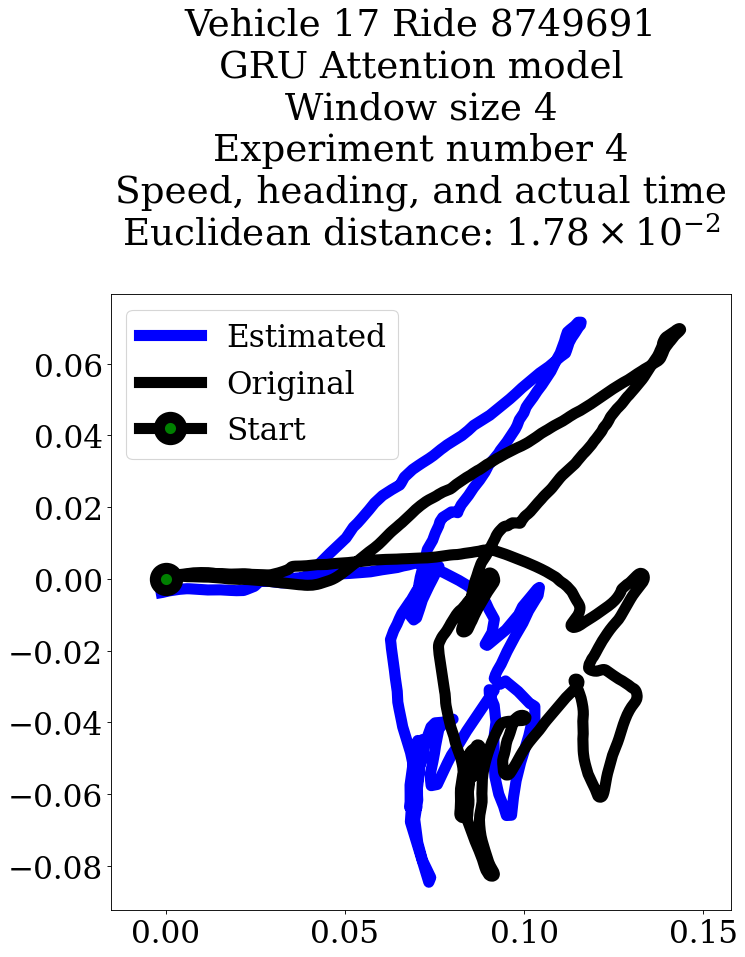 Vehicle 17 Ride 8749691
GRU Attention model
Window size 4
Experiment number 4
Speed, heading, and actual time
Euclidean distance: 1.78 × 10⁻²
Estimated
Original
Start
0.06
0.04
0.02
0.00
−0.02
−0.04
−0.06
−0.08
0.00 0.05 0.10 0.15